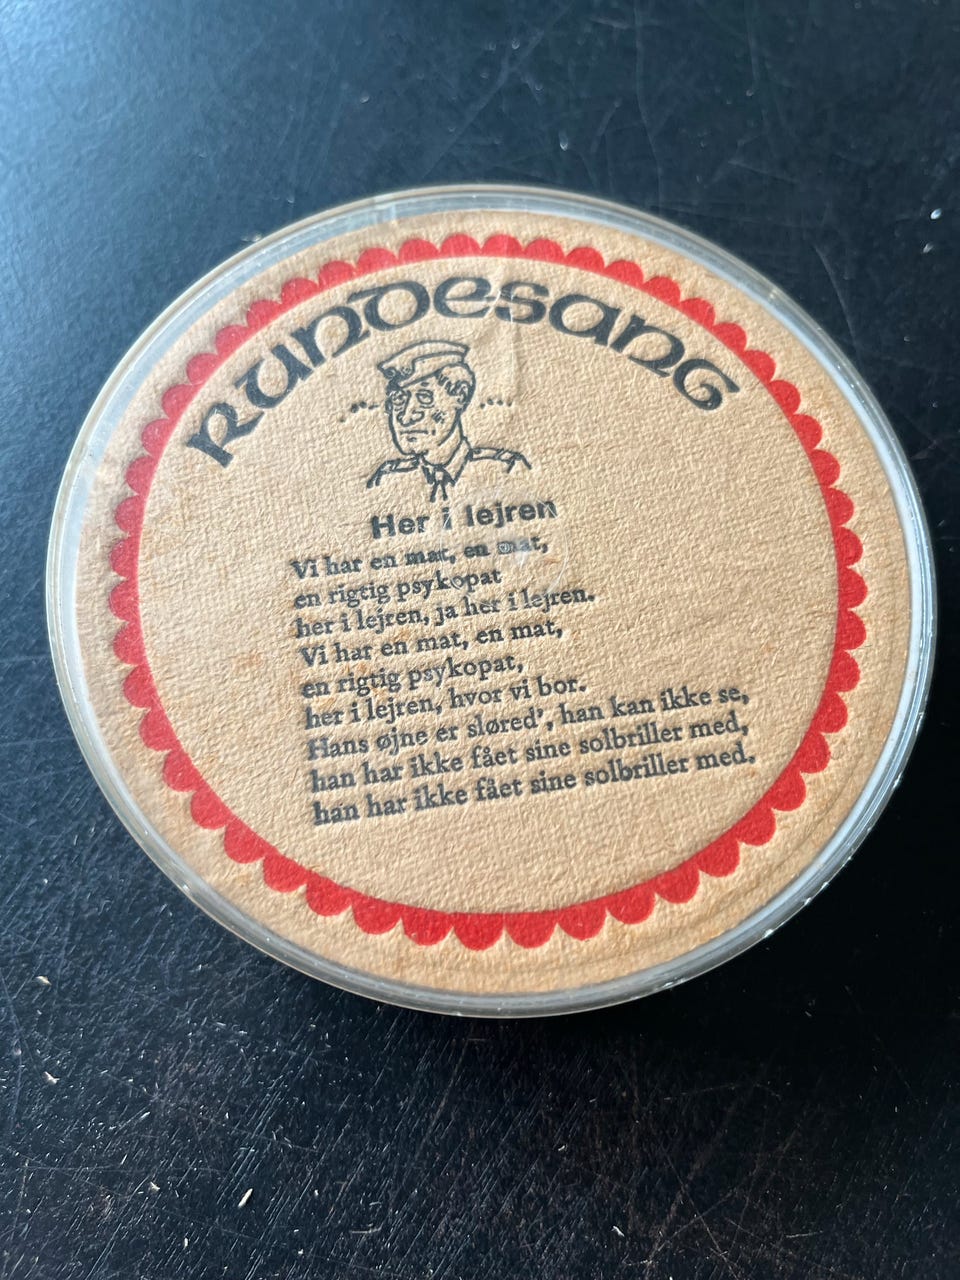 RUNDESANG
Her i lejren
Vi har en mat, en mat,
en rigtig psykopat
her i lejren, ja her i lejren.
Vi har en mat, en mat,
en rigtig psykopat,
her i lejren, hvor vi bor.
Hans øjne er sløred', han kan ikke se,
han har ikke fået sine solbriller med,
han har ikke fået sine solbriller med.